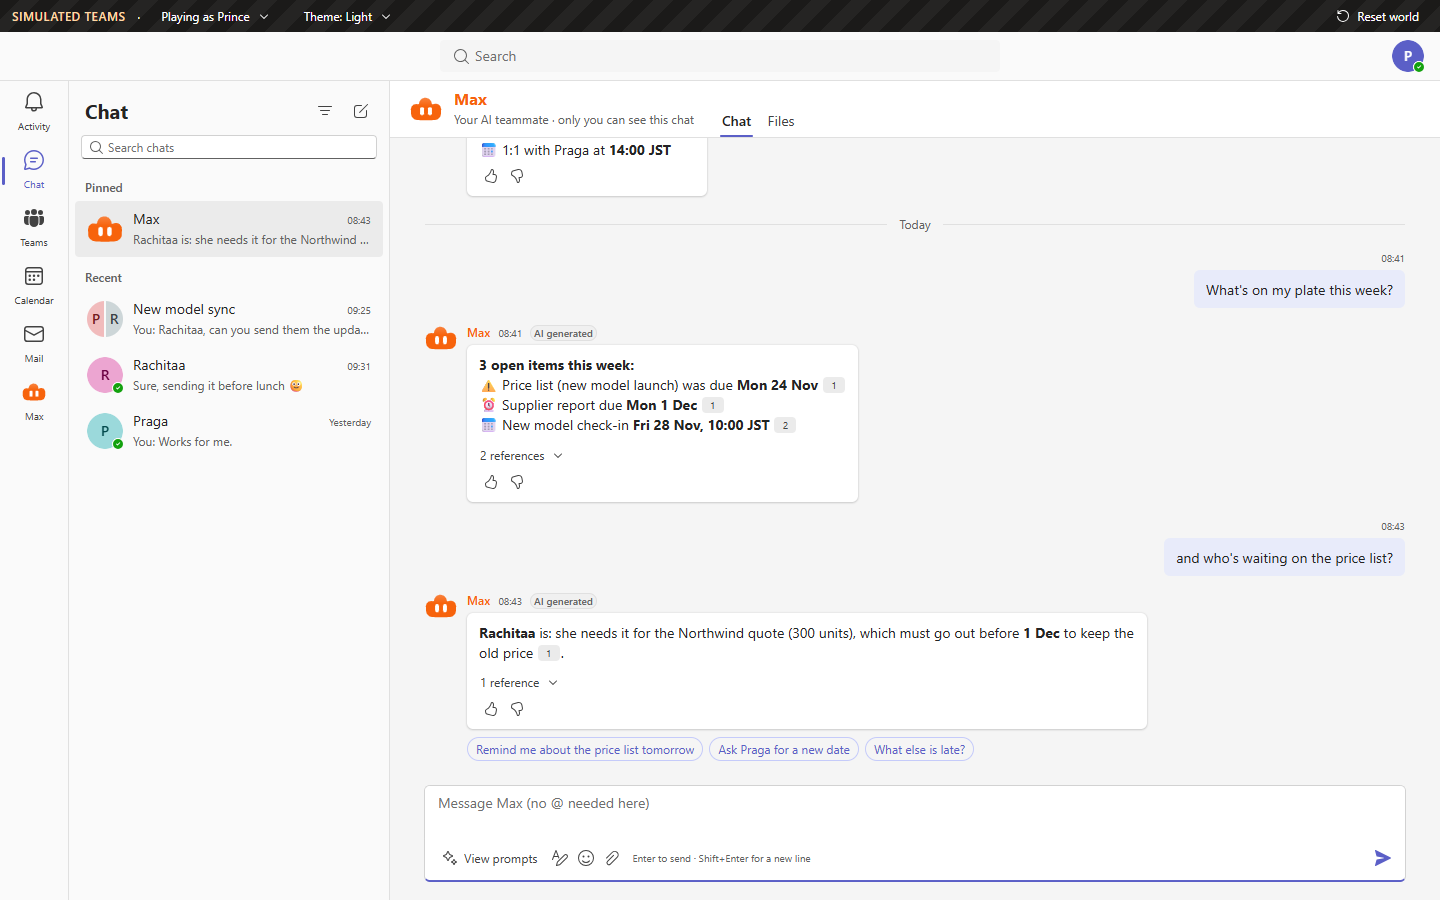 SIMULATED TEAMS · Playing as Prince Theme: Light Reset world
Search
P
Activity
Chat
Teams
Calendar
Mail
Max
Chat
Search chats
Pinned
Max 08:43
Rachitaa is: she needs it for the Northwind ...
Recent
P R
New model sync 09:25
You: Rachitaa, can you send them the upda...
R
Rachitaa 09:31
Sure, sending it before lunch 😀
P
Praga Yesterday
You: Works for me.
Max
Your AI teammate · only you can see this chat
Chat Files
1:1 with Praga at 14:00 JST
Today
08:41
What's on my plate this week?
Max 08:41 AI generated
3 open items this week:
⚠️ Price list (new model launch) was due Mon 24 Nov 1
⏰ Supplier report due Mon 1 Dec 1
📅 New model check-in Fri 28 Nov, 10:00 JST 2
2 references
08:43
and who's waiting on the price list?
Max 08:43 AI generated
Rachitaa is: she needs it for the Northwind quote (300 units), which must go out before 1 Dec to keep the
old price 1 .
1 reference
Remind me about the price list tomorrow Ask Praga for a new date What else is late?
Message Max (no @ needed here)
View prompts Enter to send · Shift+Enter for a new line